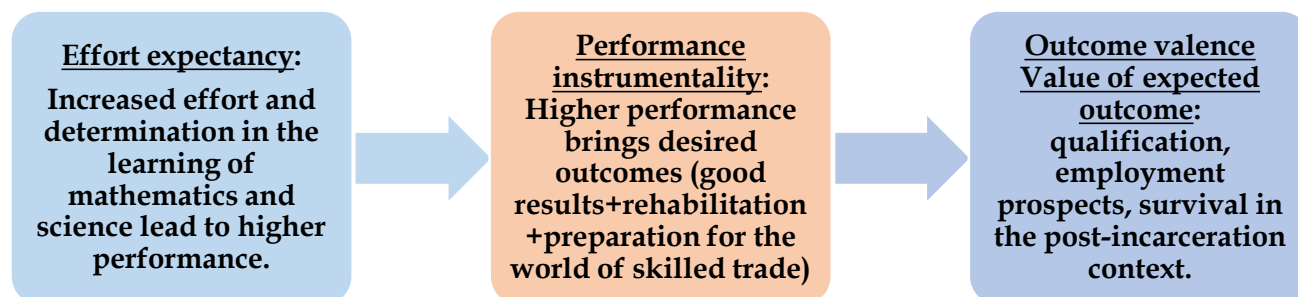 Effort expectancy:
Increased effort and
determination in the
learning of
mathematics and
science lead to higher
performance.
Performance
instrumentality:
Higher performance
brings desired
outcomes (good
results+rehabilitation
+preparation for the
world of skilled trade)
Outcome valence
Value of expected
outcome:
qualification,
employment
prospects, survival in
the post-incarceration
context.